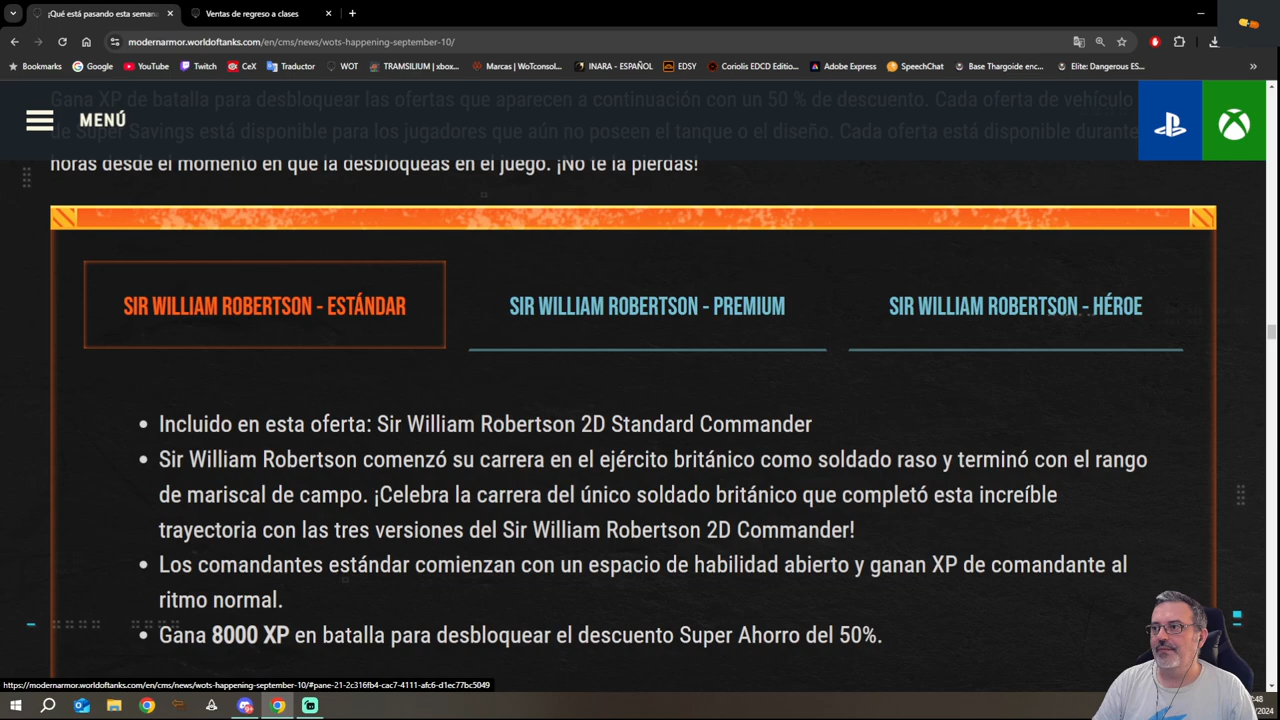 ¿Qué está pasando esta semana
Ventas de regreso a clases
modernarmor.worldoftanks.com/en/cms/news/wots-happening-september-10/
Bookmarks
Google
YouTube
Twitch
CeX
Traductor
WOT
TRAMSILIUM | xbox...
Marcas | WoTconsol...
INARA - ESPAÑOL
EDSY
Coriolis EDCD Editio...
Adobe Express
SpeechChat
Base Thargoide enc...
Elite: Dangerous ES...
MENÚ
Gana XP de batalla para desbloquear las ofertas que aparecen a continuación con un 50 % de descuento. Cada oferta de vehículo
de Super Savings está disponible para los jugadores que aún no poseen el tanque o el diseño. Cada oferta está disponible durante
horas desde el momento en que la desbloqueas en el juego. ¡No te la pierdas!
SIR WILLIAM ROBERTSON - ESTÁNDAR
SIR WILLIAM ROBERTSON - PREMIUM
SIR WILLIAM ROBERTSON - HÉROE
• Incluido en esta oferta: Sir William Robertson 2D Standard Commander
• Sir William Robertson comenzó su carrera en el ejército británico como soldado raso y terminó con el rango
de mariscal de campo. ¡Celebra la carrera del único soldado británico que completó esta increíble
trayectoria con las tres versiones del Sir William Robertson 2D Commander!
• Los comandantes estándar comienzan con un espacio de habilidad abierto y ganan XP de comandante al
ritmo normal.
• Gana 8000 XP en batalla para desbloquear el descuento Super Ahorro del 50%.
https://modernarmor.worldoftanks.com/en/cms/news/wots-happening-september-10/#pane-21-2c316fb4-cac7-4111-afc6-d1ec77bc5049
:48
/2024